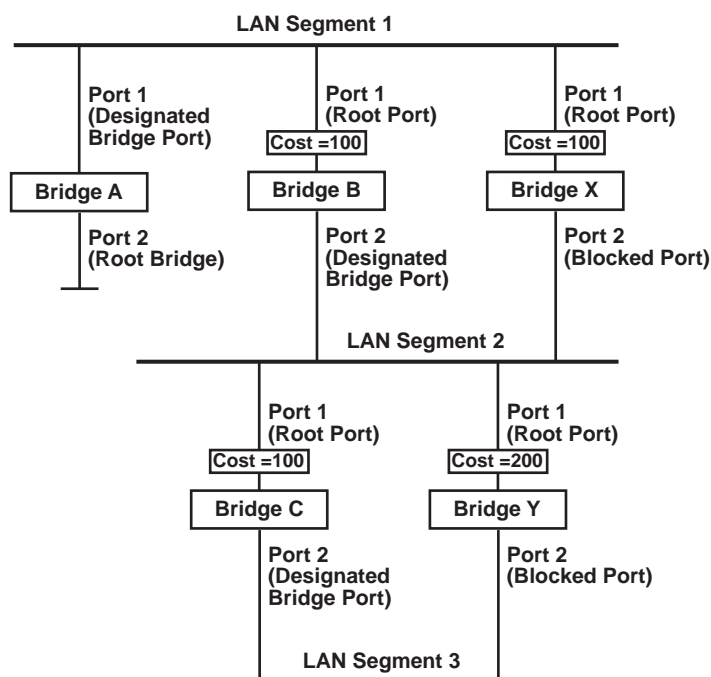 LAN Segment 1
Port 1
(Designated
Bridge Port)
Port 1
(Root Port)
Cost =100
Port 1
(Root Port)
Cost =100
Bridge A
Bridge B
Bridge X
Port 2
(Root Bridge)
Port 2
(Designated
Bridge Port)
Port 2
(Blocked Port)
LAN Segment 2
Port 1
(Root Port)
Cost =100
Port 1
(Root Port)
Cost =200
Bridge C
Bridge Y
Port 2
(Designated
Bridge Port)
Port 2
(Blocked Port)
LAN Segment 3